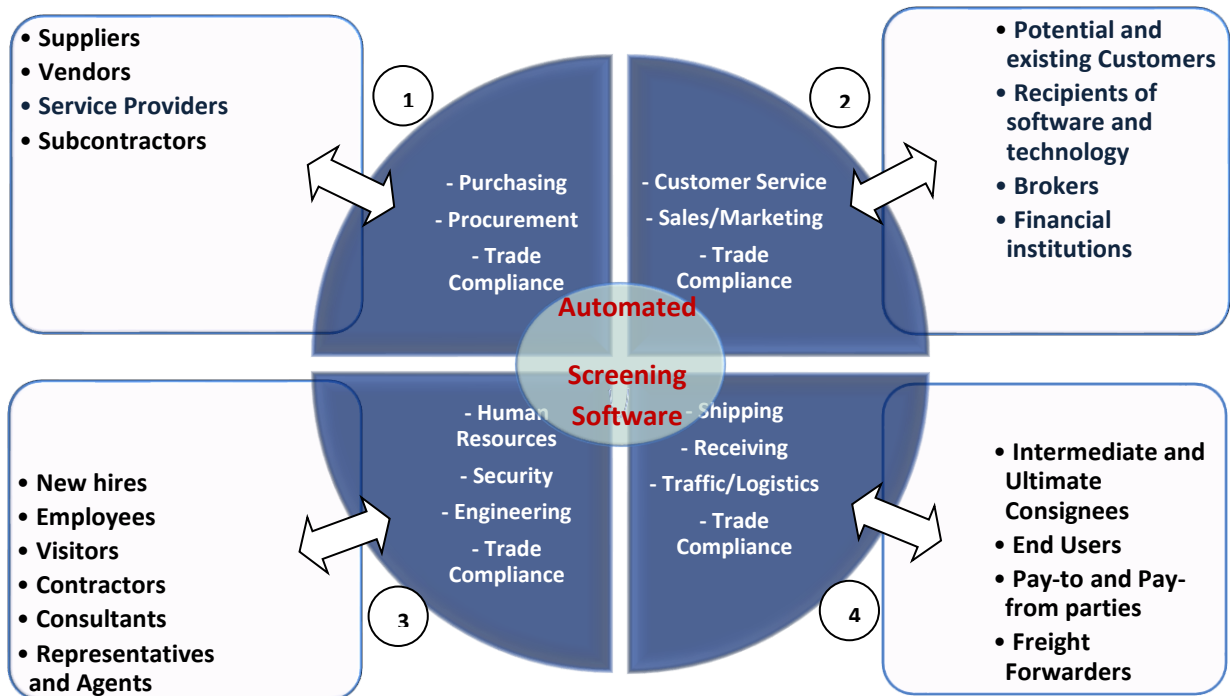 • Suppliers
• Vendors
• Service Providers
• Subcontractors
1
- Purchasing
- Procurement
- Trade
Compliance
2
- Customer Service
- Sales/Marketing
- Trade
Compliance
• Potential and
existing Customers
• Recipients of
software and
technology
• Brokers
• Financial
institutions
Automated
Screening
Software
• New hires
• Employees
• Visitors
• Contractors
• Consultants
• Representatives
and Agents
3
- Human
Resources
- Security
- Engineering
- Trade
Compliance
- Shipping
- Receiving
- Traffic/Logistics
- Trade
Compliance
4
• Intermediate and
Ultimate
Consignees
• End Users
• Pay-to and Pay-
from parties
• Freight
Forwarders